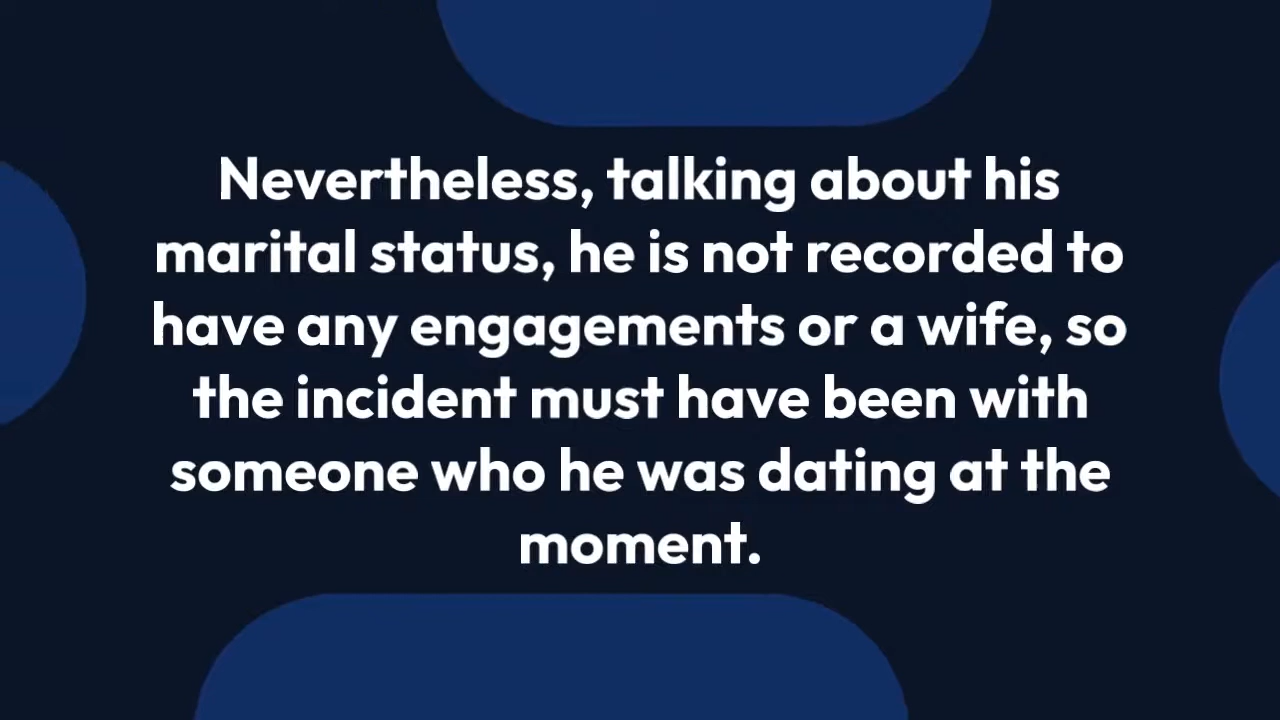 Nevertheless, talking about his
marital status, he is not recorded to
have any engagements or a wife, so
the incident must have been with
someone who he was dating at the
moment.